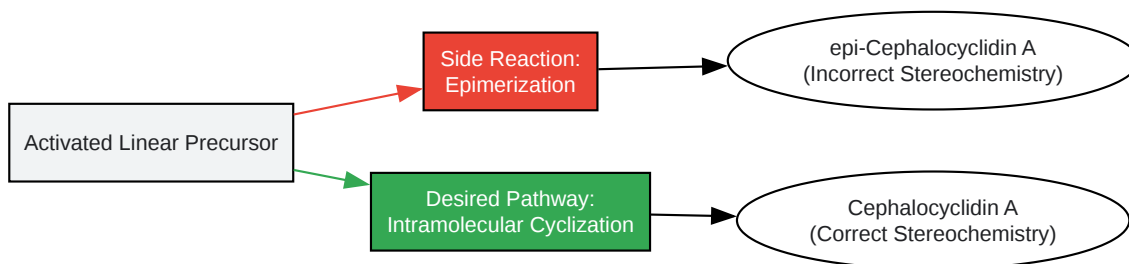 Activated Linear Precursor
Side Reaction:
Epimerization
epi-Cephalocyclidin A
(Incorrect Stereochemistry)
Desired Pathway:
Intramolecular Cyclization
Cephalocyclidin A
(Correct Stereochemistry)